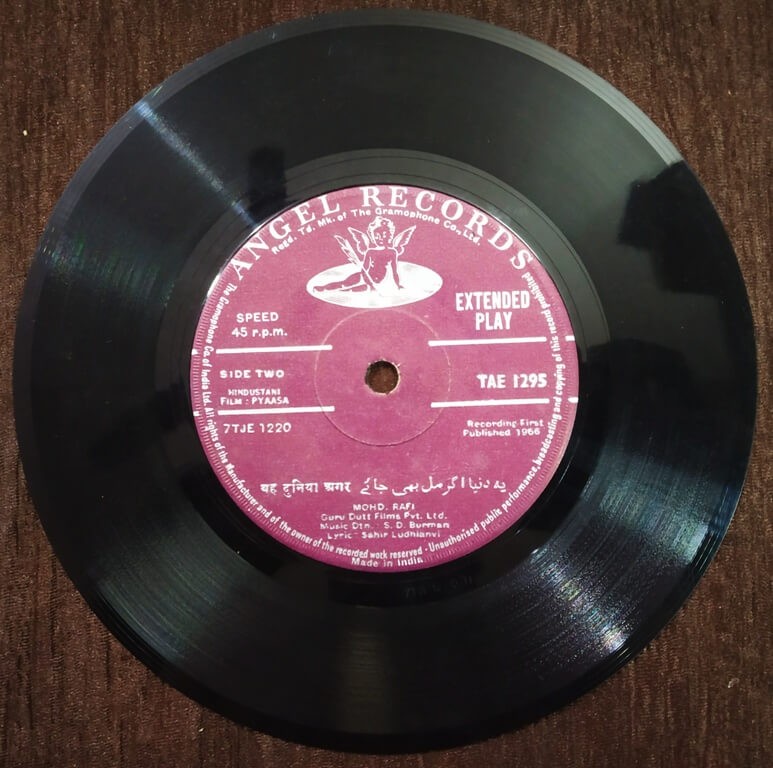 ANGEL RECORDS
Regd. Td. Mk. of The Gramophone Co., Ltd.
SPEED
45 r.p.m.
EXTENDED
PLAY
SIDE TWO
TAE 1295
HINDUSTANI
FILM : PYAASA
7TJE 1220
Recording First
Published 1966
यह दुनिया अगर یہ دنیا اگر مل بھی جائے
MOHD. RAFI
Guru Dutt Films Pvt. Ltd.
Music Dtn. : S. D. Burman
Lyric : Sahir Ludhianvi
The Gramophone Co. of India Ltd. All rights of the Manufacturer and of the owner of the recorded work reserved - Unauthorised public performance, broadcasting and copying of this record prohibited
Made in India